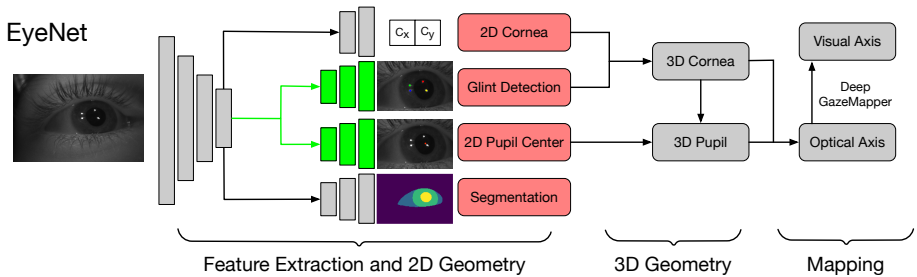 EyeNet
Cx Cy
2D Cornea
Glint Detection
2D Pupil Center
Segmentation
3D Cornea
3D Pupil
Visual Axis
Deep
GazeMapper
Optical Axis
Feature Extraction and 2D Geometry
3D Geometry
Mapping